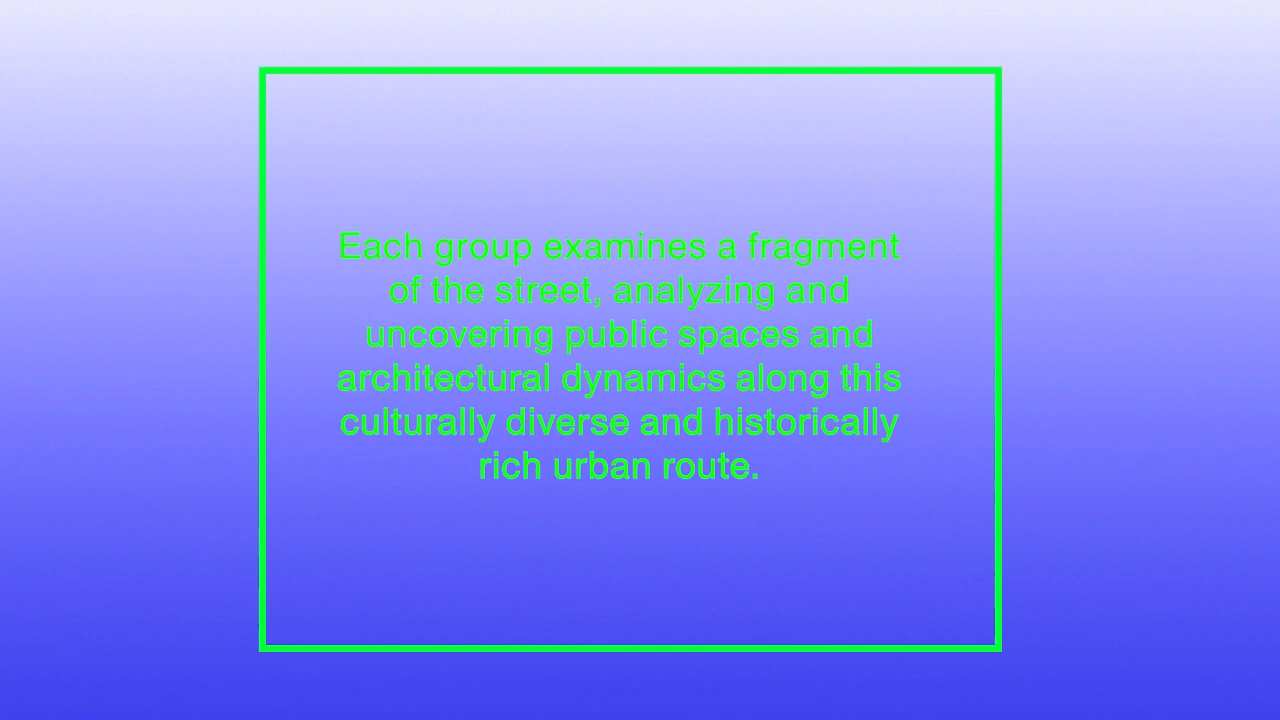 Each group examines a fragment
of the street, analyzing and
uncovering public spaces and
architectural dynamics along this
culturally diverse and historically
rich urban route.